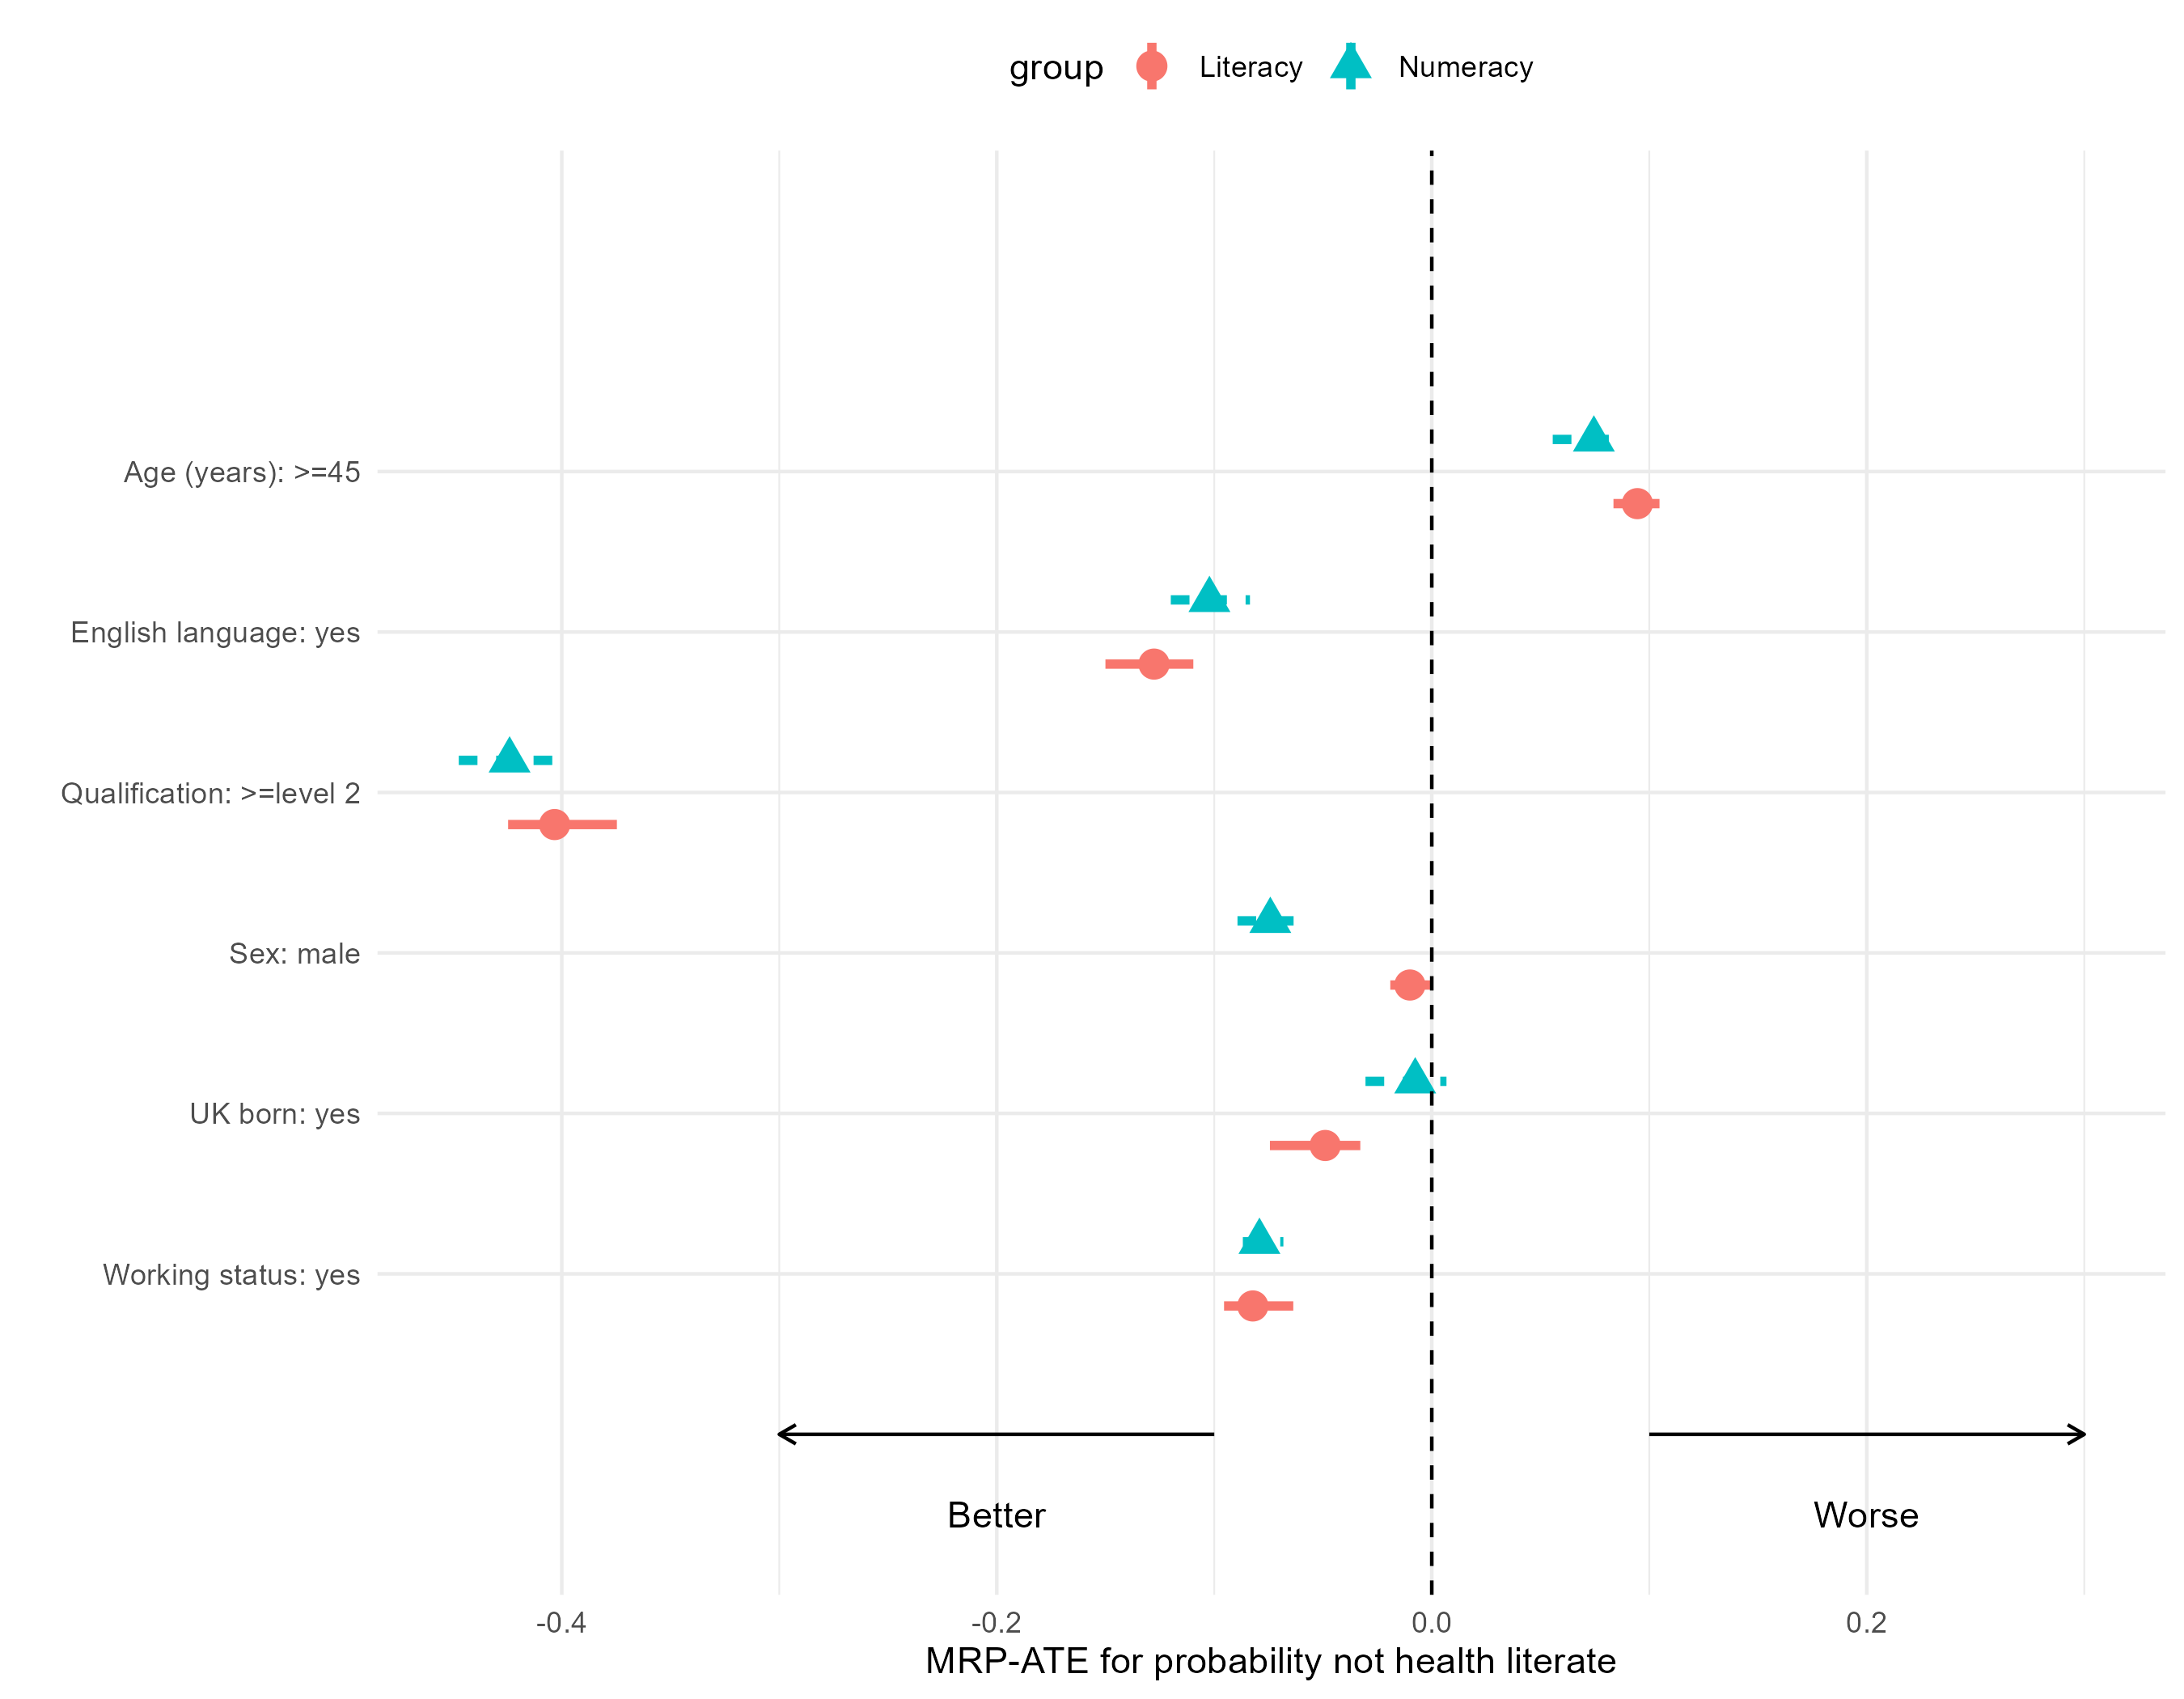 group Literacy Numeracy
Age (years): >=45
English language: yes
Qualification: >=level 2
Sex: male
UK born: yes
Working status: yes
Better Worse
-0.4 -0.2 0.0 0.2
MRP-ATE for probability not health literate